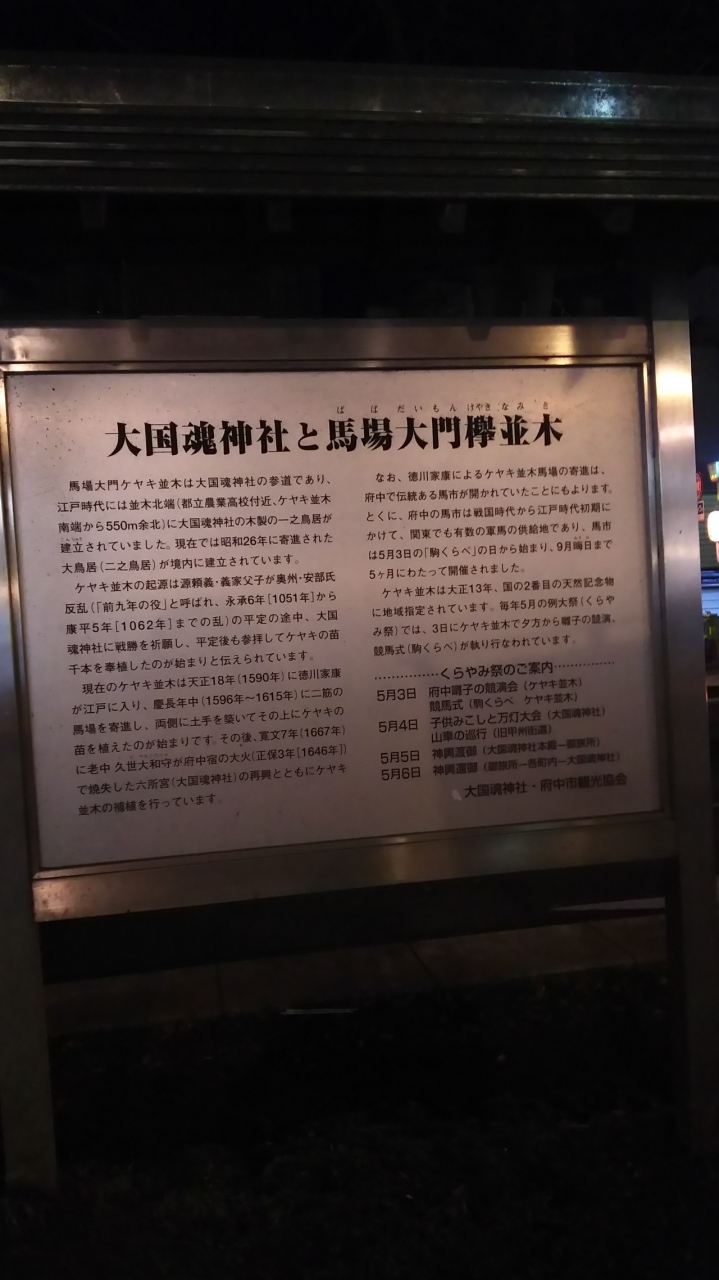 ばばだいもんけやきなみき
大国魂神社と馬場大門欅並木
馬場大門ケヤキ並木は大国魂神社の参道であり、
江戸時代には並木北端(都立農業高校付近、ケヤキ並木
南端から550m余北)に大国魂神社の木製の一之鳥居が
建立されていました。現在では昭和26年に寄進された
大鳥居(二之鳥居)が境内に建立されています。
ケヤキ並木の起源は源頼義・義家父子が奥州・安部氏
反乱(「前九年の役」と呼ばれ、永承6年[1051年]から
康平5年[1062年]までの乱)の平定の途中、大国
魂神社に戦勝を祈願し、平定後も参拝してケヤキの苗
千本を奉植したのが始まりと伝えられています。
現在のケヤキ並木は天正18年(1590年)に徳川家康
が江戸に入り、慶長年中(1596年〜1615年)に二筋の
馬場を寄進し、両側に土手を築いてその上にケヤキの
苗を植えたのが始まりです。その後、寛文7年(1667年)
に老中 久世大和守が府中宿の大火(正保3年[1646年])
で焼失した六所宮(大国魂神社)の再興とともにケヤキ
並木の補植を行っています。
なお、徳川家康によるケヤキ並木馬場の寄進は、
府中で伝統ある馬市が開かれていたことにもよります。
とくに、府中の馬市は戦国時代から江戸時代初期に
かけて、関東でも有数の軍馬の供給地であり、馬市
は5月3日の「駒くらべ」の日から始まり、9月晦日まで
5ヶ月にわたって開催されました。
ケヤキ並木は大正13年、国の2番目の天然記念物
に地域指定されています。毎年5月の例大祭(くらや
み祭)では、3日にケヤキ並木で夕方から囃子の競演、
競馬式(駒くらべ)が執り行なわれています。
……………くらやみ祭のご案内……………
5月3日 府中囃子の競演会(ケヤキ並木)
競馬式(駒くらべ ケヤキ並木)
5月4日 子供みこしと万灯大会(大国魂神社)
山車の巡行(旧甲州街道)
5月5日 神輿渡御(大国魂神社本殿―御旅所)
5月6日 神輿還御(御旅所―各町内―大国魂神社)
大国魂神社・府中市観光協会